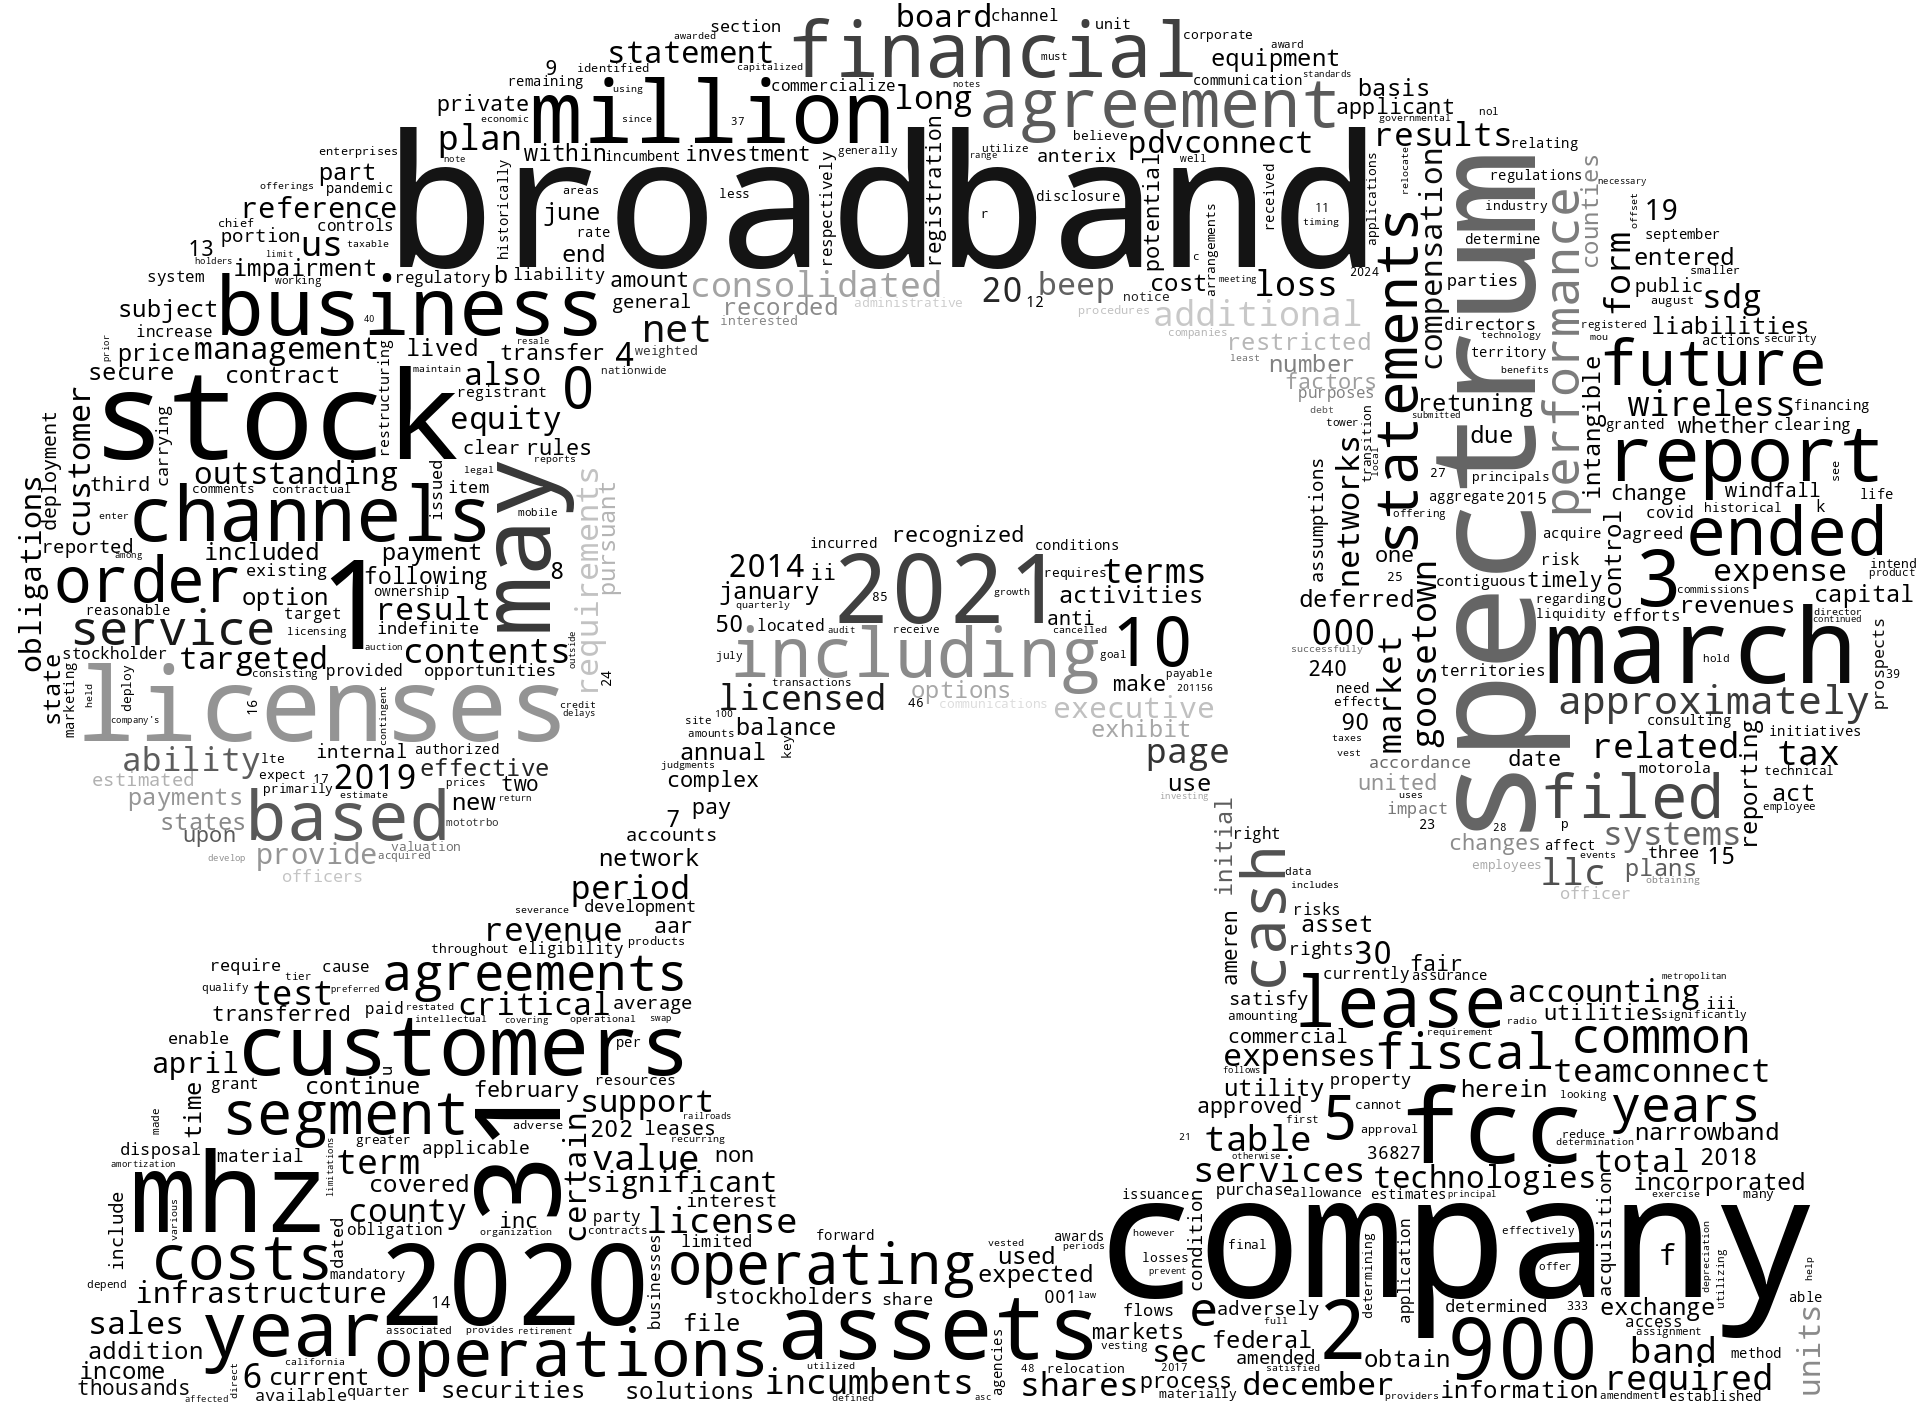 board channel
section financial unit corporate
awarded statement must equipment award
9 identified capitalized communication standards
remaining using commercialize notes basis
private million long agreement applicant governmental nol
economic since 37 registration believe pdvconnect results relating
plan within incumbent investment generally utilize range anterix well
enterprises note historically respectively
part broadband spectrum regulations counties necessary
offerings pandemic areas less disclosure potential received applications relocate
reference june r 11 timing industry offset 19
chief controls rate september
13 portion us taxable end c arrangements statements compensation determine performance form entered
holders limit impairment working regulatory b liability amount consolidated 20 beep cost meeting loss 2024 parties smaller
system public sdg
subject business general recorded administrative 12 notice procedures additional august
increase 40 net interested companies restricted directors technology registered liabilities
prior price management restructuring lived resale transfer 4 weighted least number territory mou actions security
secure contract maintain also nationwide factors benefits future
customer stock registrant 0 purposes retuning intangible wireless financing
carrying equity debt tower submitted granted whether clearing
clear rules transition local due report
deployment outstanding legal reports networks 27 principals see
third comments contractual issued item requirements pursuant assumptions aggregate 2015 change windfall life
obligations enter channels may mobile offering covid historical k
reported among included payment recognized one acquire control agreed ended
order existing 1 following 8 2014 ii incurred 2021 conditions terms 25 risk expense intend product
reasonable option ownership january 85 growth requires activities contiguous timely 3 commissions capital
target result quarterly deferred goosetown regarding liquidity revenues director continued
service licensing indefinite 50 located audit receive cancelled anti 000 efforts
stockholder targeted auction contents outside july including goal 10 successfully market march prospects
state consisting provided opportunities 24 transactions make payable 240 territories hold 39
marketing held deploy licenses contingent credit delays licensed options 46 communications executive 201156 need effect approximately
company's 16 site 100 balance exhibit 90 consulting
amounts annual key taxes related reporting initiatives
ability lte internal authorized judgments page vest accordance date motorola tax
estimated expect 17 2019 effective complex use united technical
payments primarily estimate prices two pay investing uses filed act
states based new return 7 initial impact 28 p employee
upon mototrbo accounts right 23 systems
develop provide acquired valuation network cash changes affect three 15
officers period data employees events llc plans obtaining
severance development includes officer
revenue aar ameren risks asset
throughout eligibility products rights 30
require tier cause agreements currently fair assurance metropolitan
qualify test preferred critical average satisfy lease accounting iii
transferred paid restated intellectual covering operational swap amounting radio utilities significantly
enable customers per commercial requirement common
april u expenses fiscal
grant continue february resources follows utility property herein teamconnect
made time segment 31 adverse support railroads approved cannot looking years
certain 202 leases first 5 fcc
disposal greater applicable recurring 21 table approval reduce determination narrowband
amortization material limitations term value non otherwise 36827 total 2018
mhz covered significant services technologies incorporated
include various county interest issuance condition purchase allowance estimates principal acquisition exercise many
obligation inc party license
dated organization contracts limited forward vested awards periods however company effectively
costs businesses used losses final f
depend mandatory 2020 operating expected prevent determining application offer depreciation utilizing help
infrastructure 14 stockholders share 001 law able
sales year associated provides retirement file assets flows e adversely 2 determined 333 exchange
addition operations markets vesting full 900 access assignment units
income 6 california agencies sec federal band method
thousands direct current utilized 48 relocation 2017 amended satisfied obtain
affected available quarter securities solutions defined incumbents asc shares process materially december providers information amendment required established